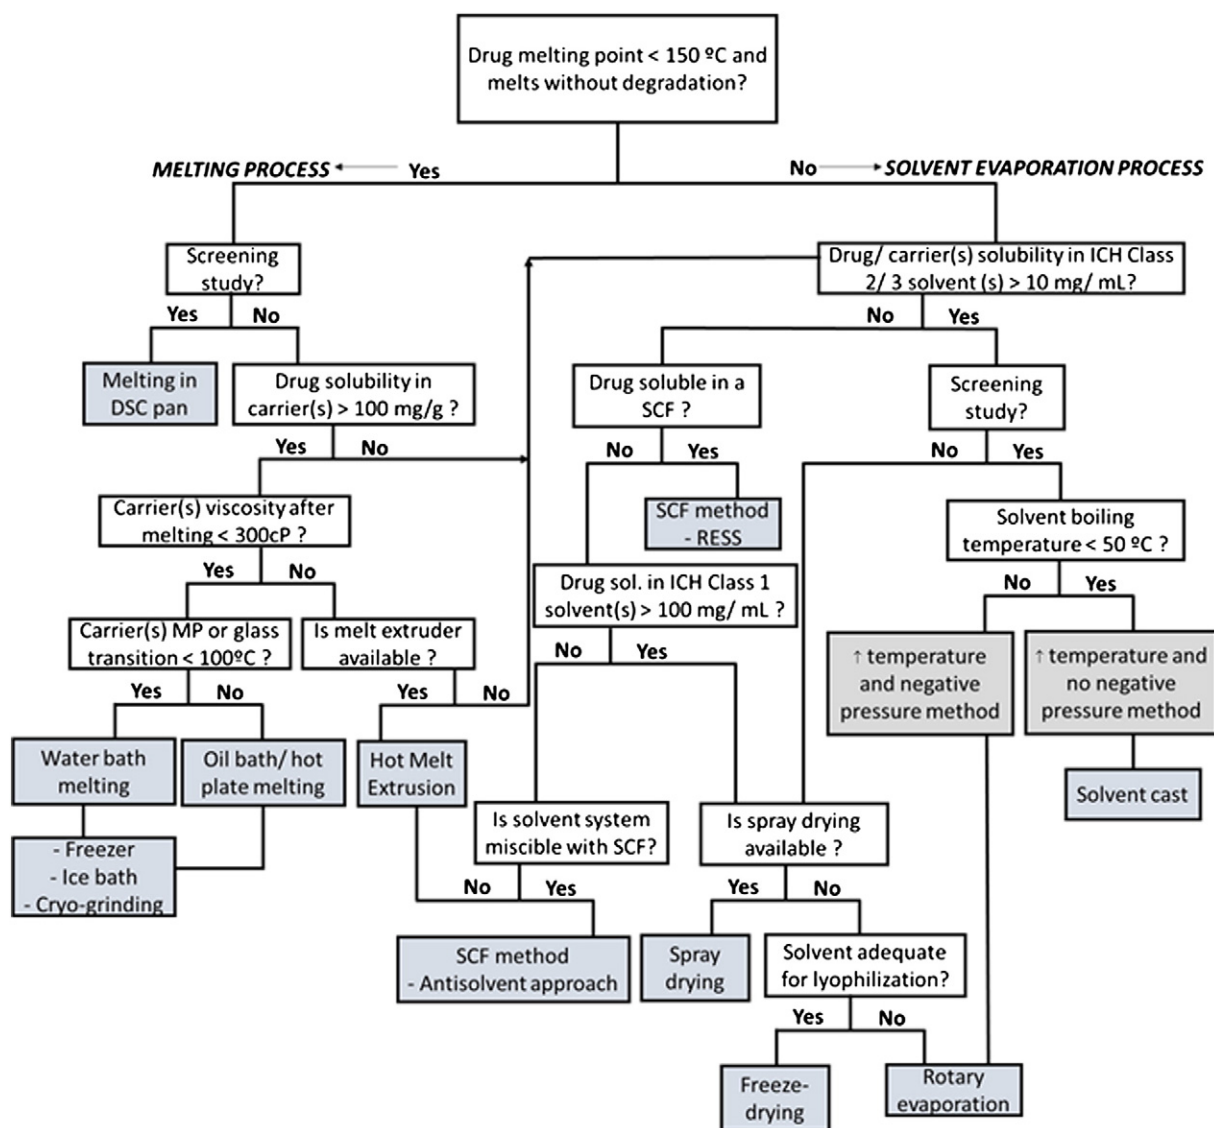 Drug melting point < 150 ºC and
melts without degradation?
MELTING PROCESS
Yes
No
SOLVENT EVAPORATION PROCESS
Screening
study?
Drug/ carrier(s) solubility in ICH Class
2/ 3 solvent (s) > 10 mg/ mL?
Yes
No
No
Yes
Melting in
DSC pan
Drug solubility in
carrier(s) > 100 mg/g ?
Drug soluble in a
SCF ?
Screening
study?
Yes
No
No
Yes
No
Yes
Carrier(s) viscosity after
melting < 300cP ?
SCF method
- RESS
Solvent boiling
temperature < 50 ºC ?
Yes
No
Drug sol. in ICH Class 1
solvent(s) > 100 mg/ mL ?
No
Yes
Carrier(s) MP or glass
transition < 100ºC ?
Is melt extruder
available ?
No
Yes
↑ temperature
and negative
pressure method
↑ temperature and
no negative
pressure method
Yes
No
Yes
No
Water bath
melting
Oil bath/ hot
plate melting
Hot Melt
Extrusion
Solvent cast
Is solvent system
miscible with SCF?
Is spray drying
available ?
- Freezer
- Ice bath
- Cryo-grinding
No
Yes
Yes
No
SCF method
- Antisolvent approach
Spray
drying
Solvent adequate
for lyophilization?
Yes
No
Freeze-
drying
Rotary
evaporation